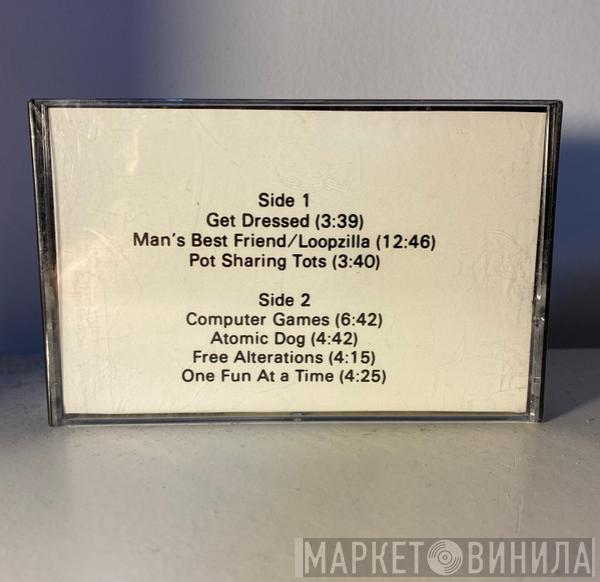 Side 1
Get Dressed (3:39)
Man's Best Friend/Loopzilla (12:46)
Pot Sharing Tots (3:40)
Side 2
Computer Games (6:42)
Atomic Dog (4:42)
Free Alterations (4:15)
One Fun At a Time (4:25)
МАРКЕТ ВИНИЛА